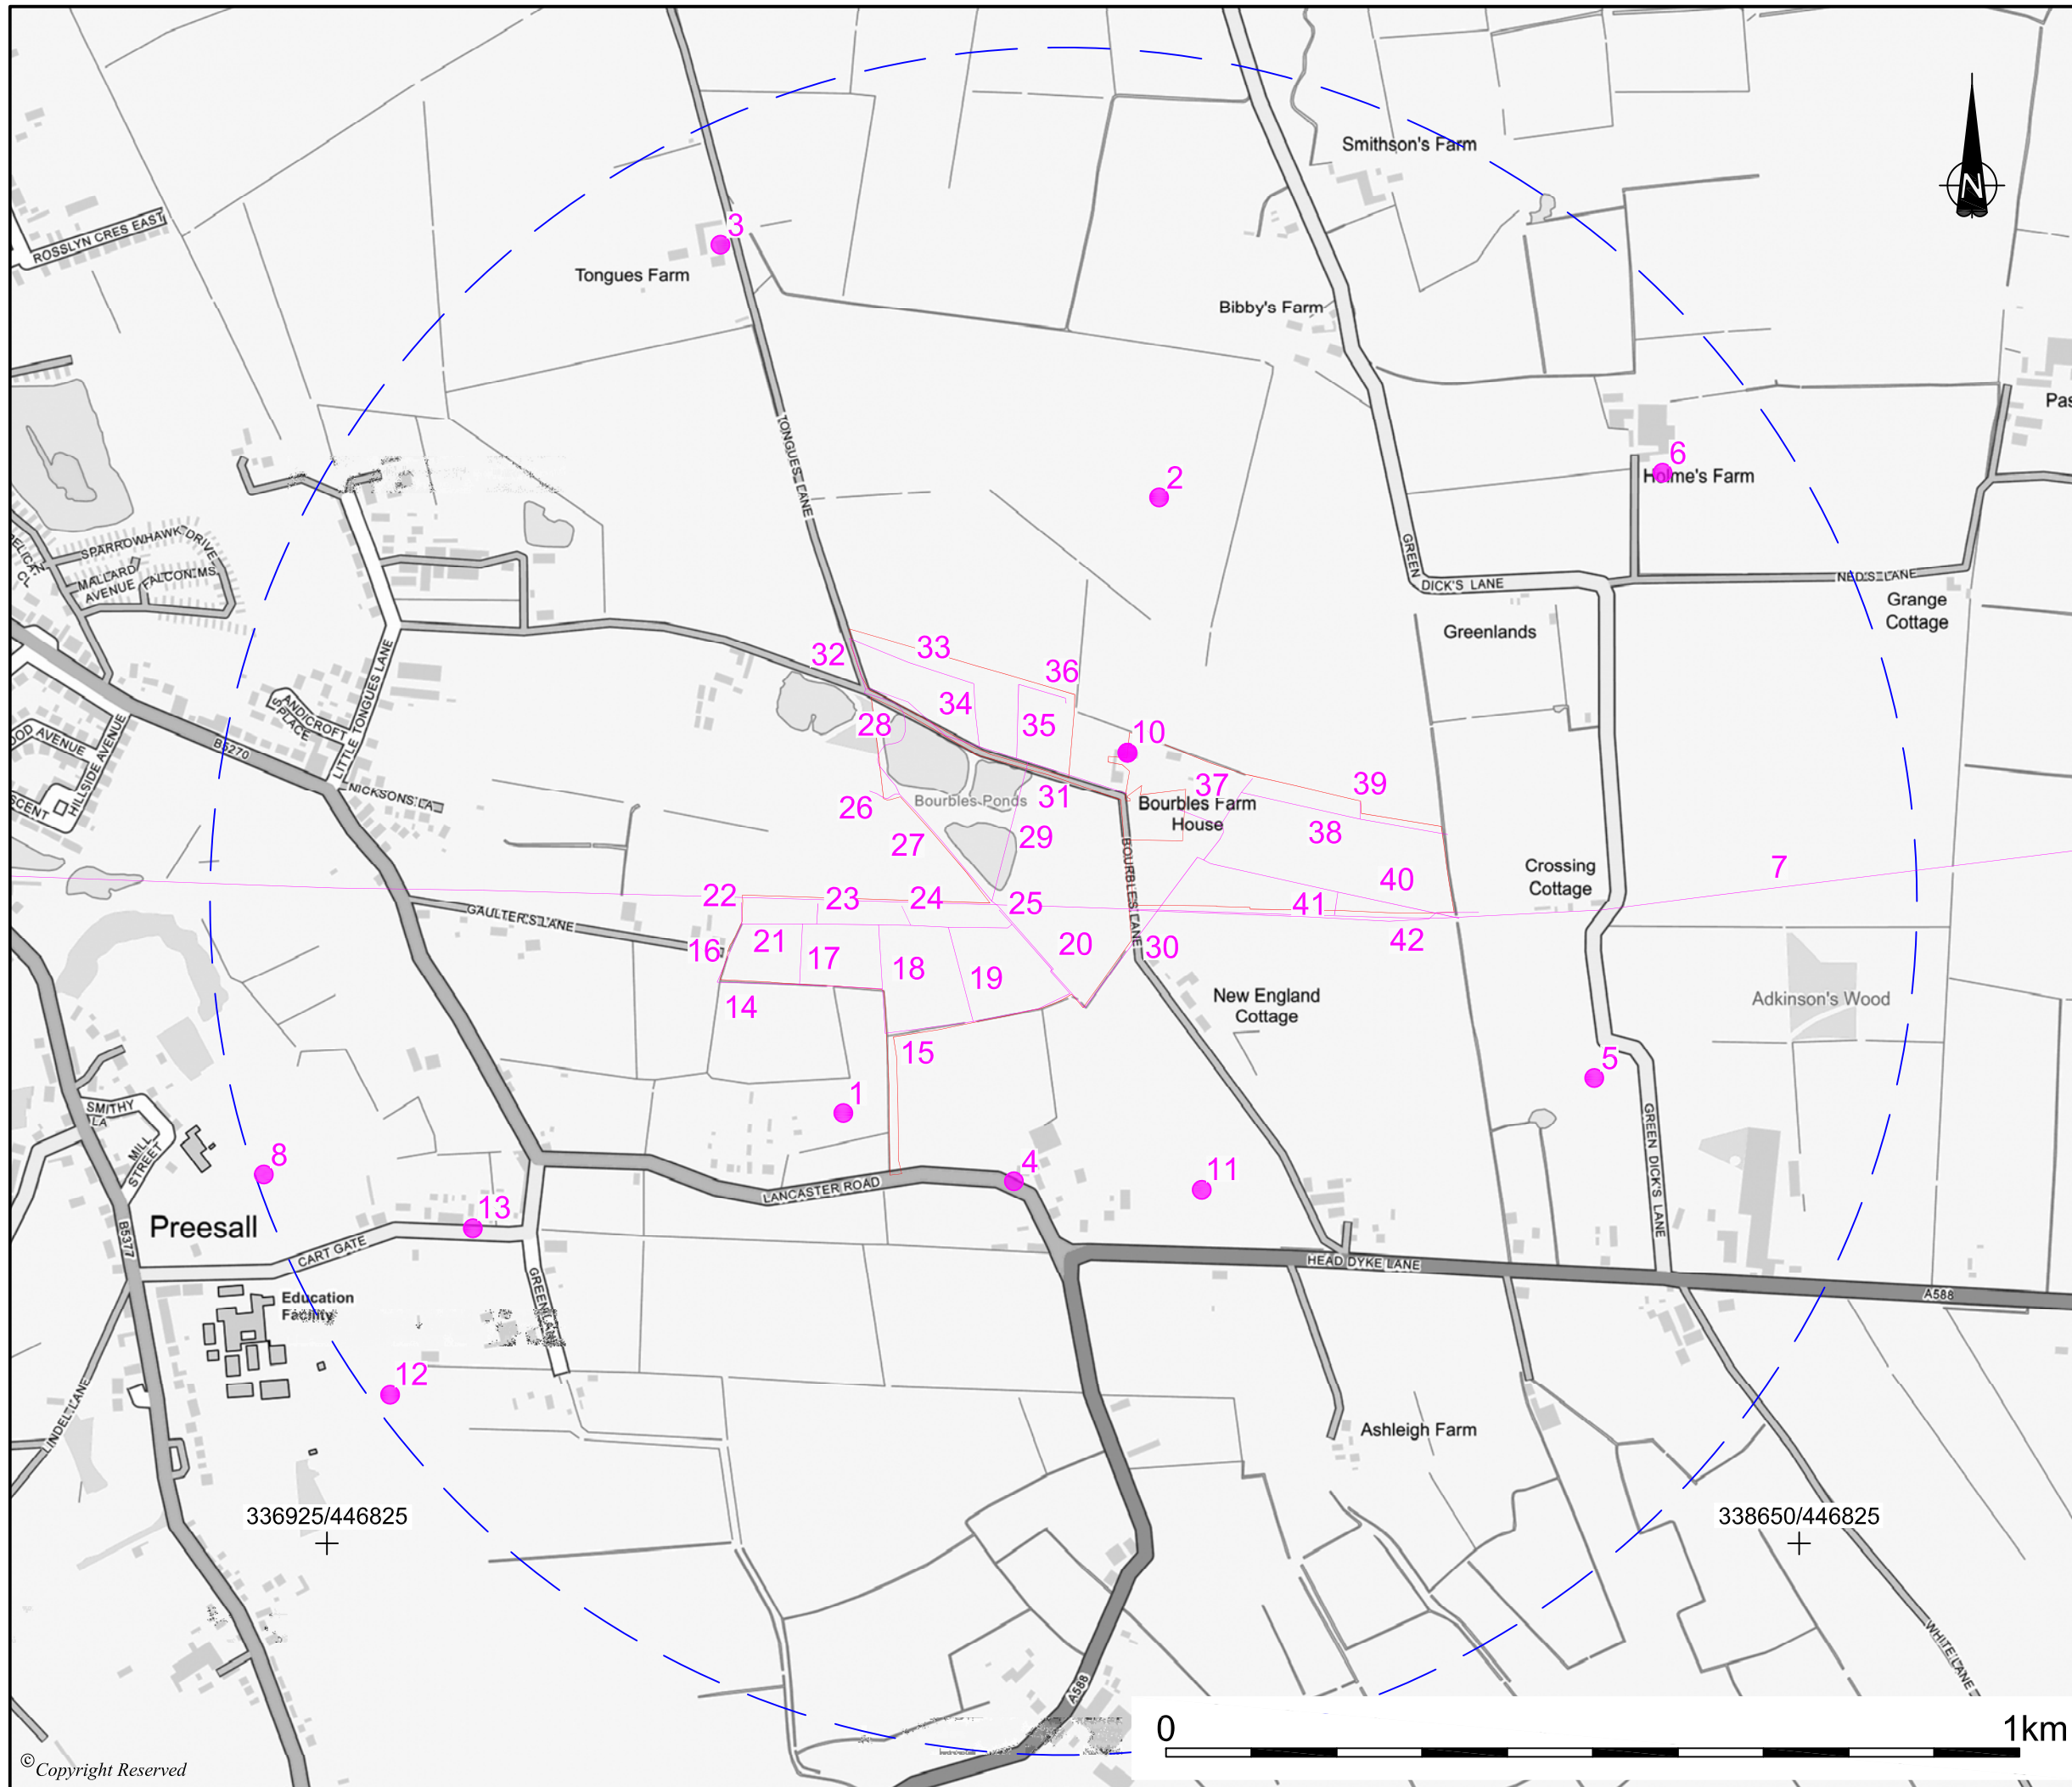 Smithson's Farm
N
ROSSLYN CRES EAST
3
Tongues Farm
Bibby's Farm
TONGUES LANE
2
6
Holme's Farm
SPARROWHAWK DRIVE
MALLARD
AVENUE
FALCON MS
GREEN
DICK'S LANE
NED'S LANE
Grange
Cottage
Greenlands
LITTLE TONGUES LANE
32
33
36
34
35
28
10
B5270
HILLSIDE AVENUE
NICKSONS LA
Bourbles Ponds
26
31
37
39
Bourbles Farm
House
38
27
29
BOURBLES LANE
Crossing
Cottage
7
40
22
23
24
25
41
42
GAULTER'S LANE
16
21
17
18
19
20
30
14
New England
Cottage
Adkinson's Wood
15
5
1
SMITHY
LA
MILL
STREET
GREEN DICK'S LANE
8
4
11
LANCASTER ROAD
13
Preesall
B5377
CART GATE
HEAD DYKE LANE
A588
GREEN LANE
Education
Facility
12
Ashleigh Farm
336925/446825
338650/446825
WHITE LANE
A588
0
1km
© Copyright Reserved